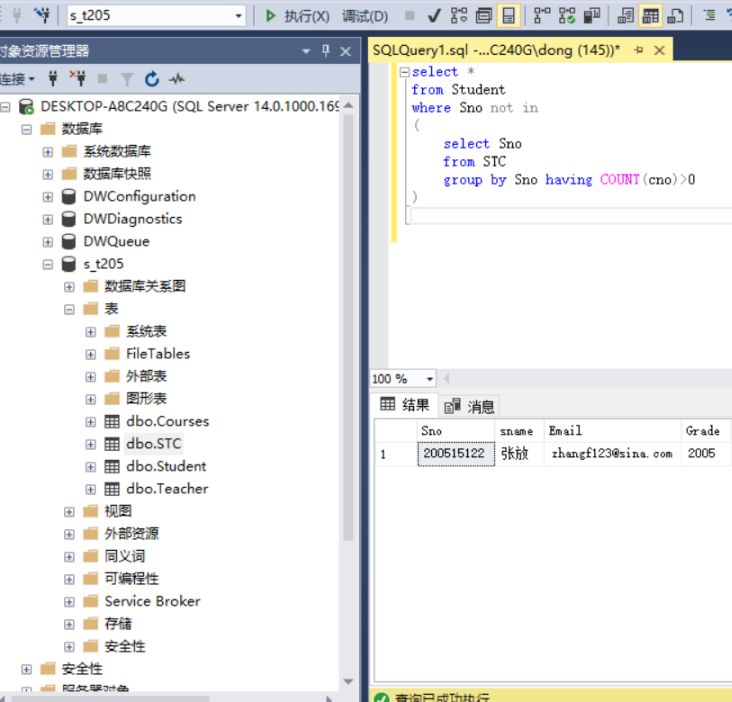 s_t205
执行(X) 调试(D)
对象资源管理器
连接
DESKTOP-A8C240G (SQL Server 14.0.1000.169
数据库
系统数据库
数据库快照
DWConfiguration
DWDiagnostics
DWQueue
s_t205
数据库关系图
表
系统表
FileTables
外部表
图形表
dbo.Courses
dbo.STC
dbo.Student
dbo.Teacher
视图
外部资源
同义词
可编程性
Service Broker
存储
安全性
安全性
服务器对象
SQLQuery1.sql -...C240G\dong (145))*
select *
from Student
where Sno not in
(
select Sno
from STC
group by Sno having COUNT(cno)>0
)
100 %
结果 消息
Sno sname Email Grade
1 200515122 张放 zhangf123@sina.com 2005
查询已成功执行